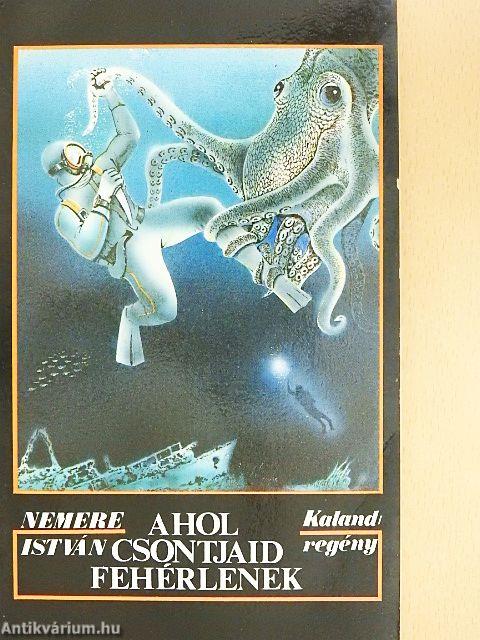 NEMERE
ISTVÁN
AHOL
CSONTJAID
FEHÉRLENEK
Kaland-
regény
Antikvárium.hu